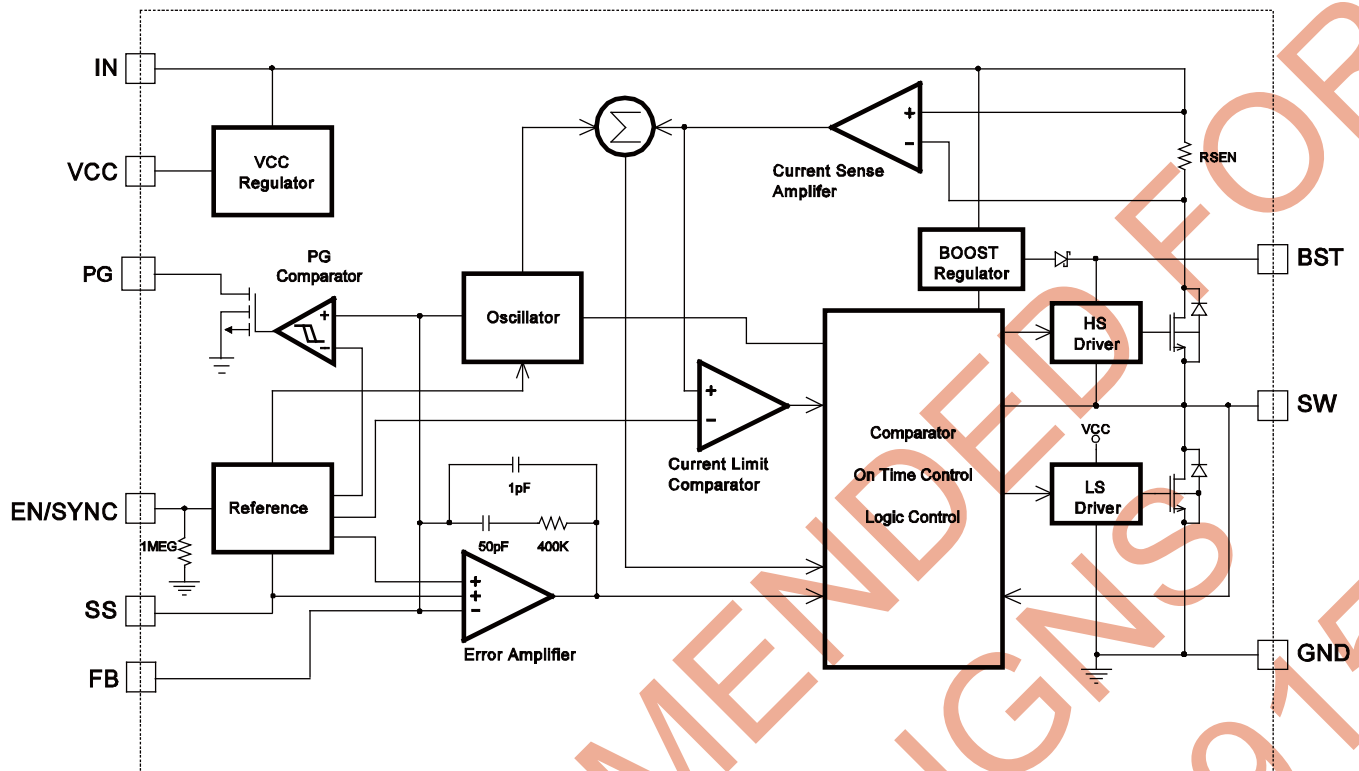 IN
VCC
Regulator
VCC
Σ
+
-
Current Sense
Amplifer
RSEN
PG
PG
Comparator
+
-
Oscillator
BOOST
Regulator
BST
HS
Driver
+
-
Current Limit
Comparator
Comparator
On Time Control
Logic Control
SW
VCC
LS
Driver
EN/SYNC
1MEG
Reference
1pF
50pF
400K
+
+
-
Error Amplifier
SS
FB
GND
MENDED FOR
IGNS